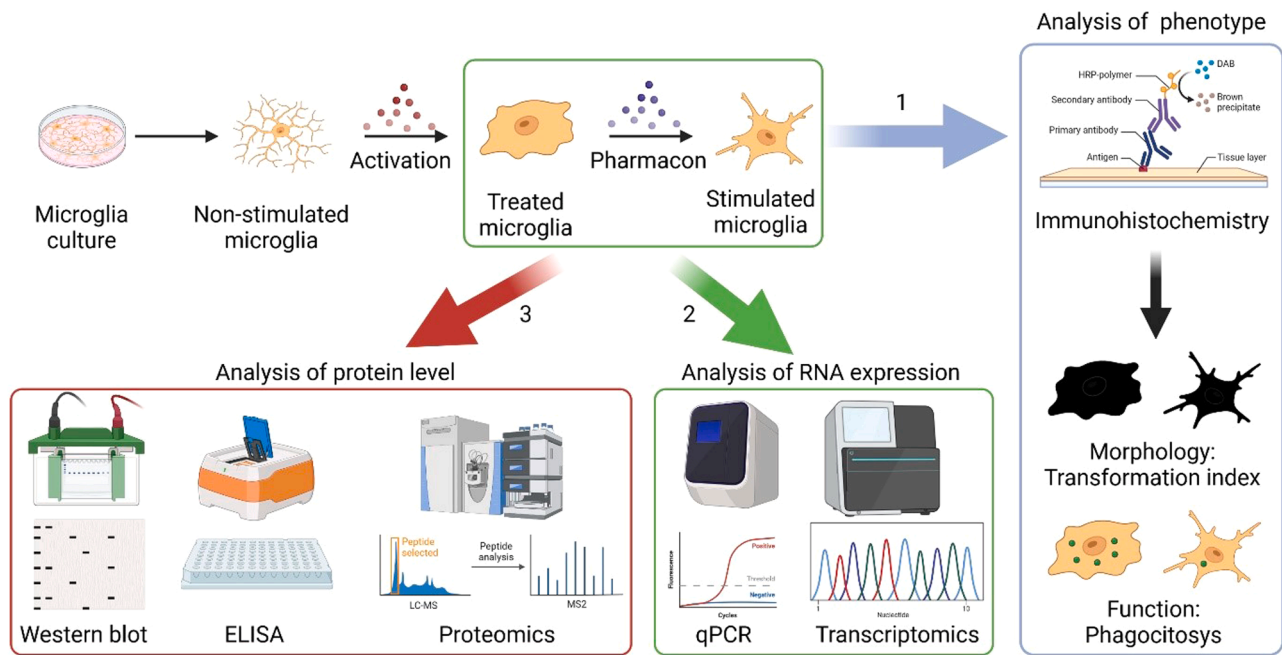 Analysis of phenotype
HRP-polymer
DAB
Secondary antibody
Brown
precipitate
Primary antibody
Antigen
Tissue layer
Immunohistochemistry
Morphology:
Transformation index
Function:
Phagocitosys
Microglia
culture
Non-stimulated
microglia
Activation
Treated
microglia
Pharmacon
Stimulated
microglia
1
3
2
Analysis of protein level
Western blot
ELISA
Peptide
selected
LC-MS
Peptide
analysis
MS2
Proteomics
Analysis of RNA expression
Fluorescence
Positive
Threshold
Negative
Cycles
qPCR
1
Nucleotide
10
Transcriptomics